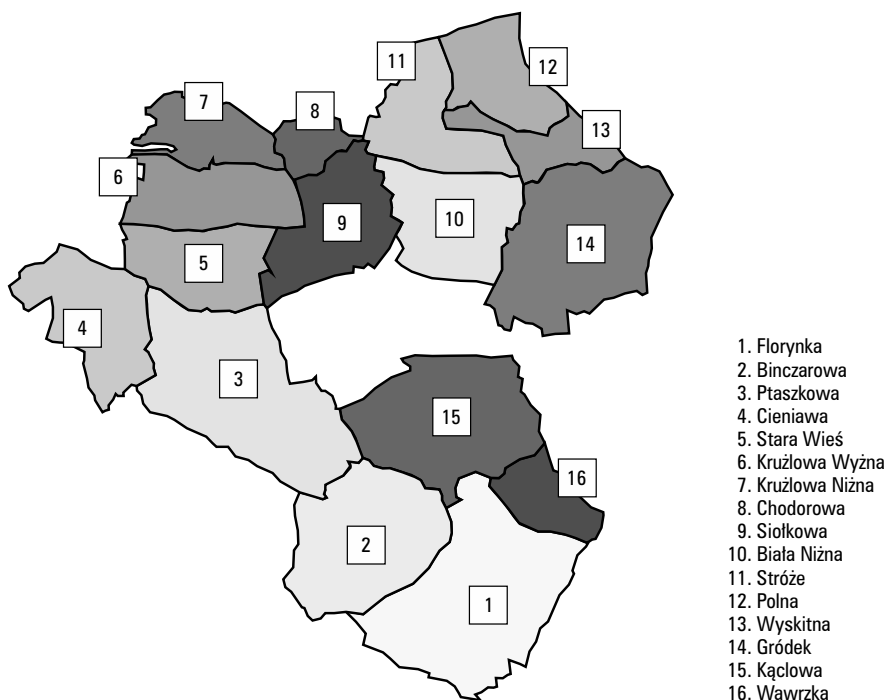 11
12
7
8
13
6
9
10
14
5
4
3
15
16
2
1
1. Florynka
2. Binczarowa
3. Ptaszkowa
4. Cieniawa
5. Stara Wieś
6. Krużlowa Wyżna
7. Krużlowa Niżna
8. Chodorowa
9. Siołkowa
10. Biała Niżna
11. Stróże
12. Polna
13. Wyskitna
14. Gródek
15. Kąclowa
16. Wawrzka